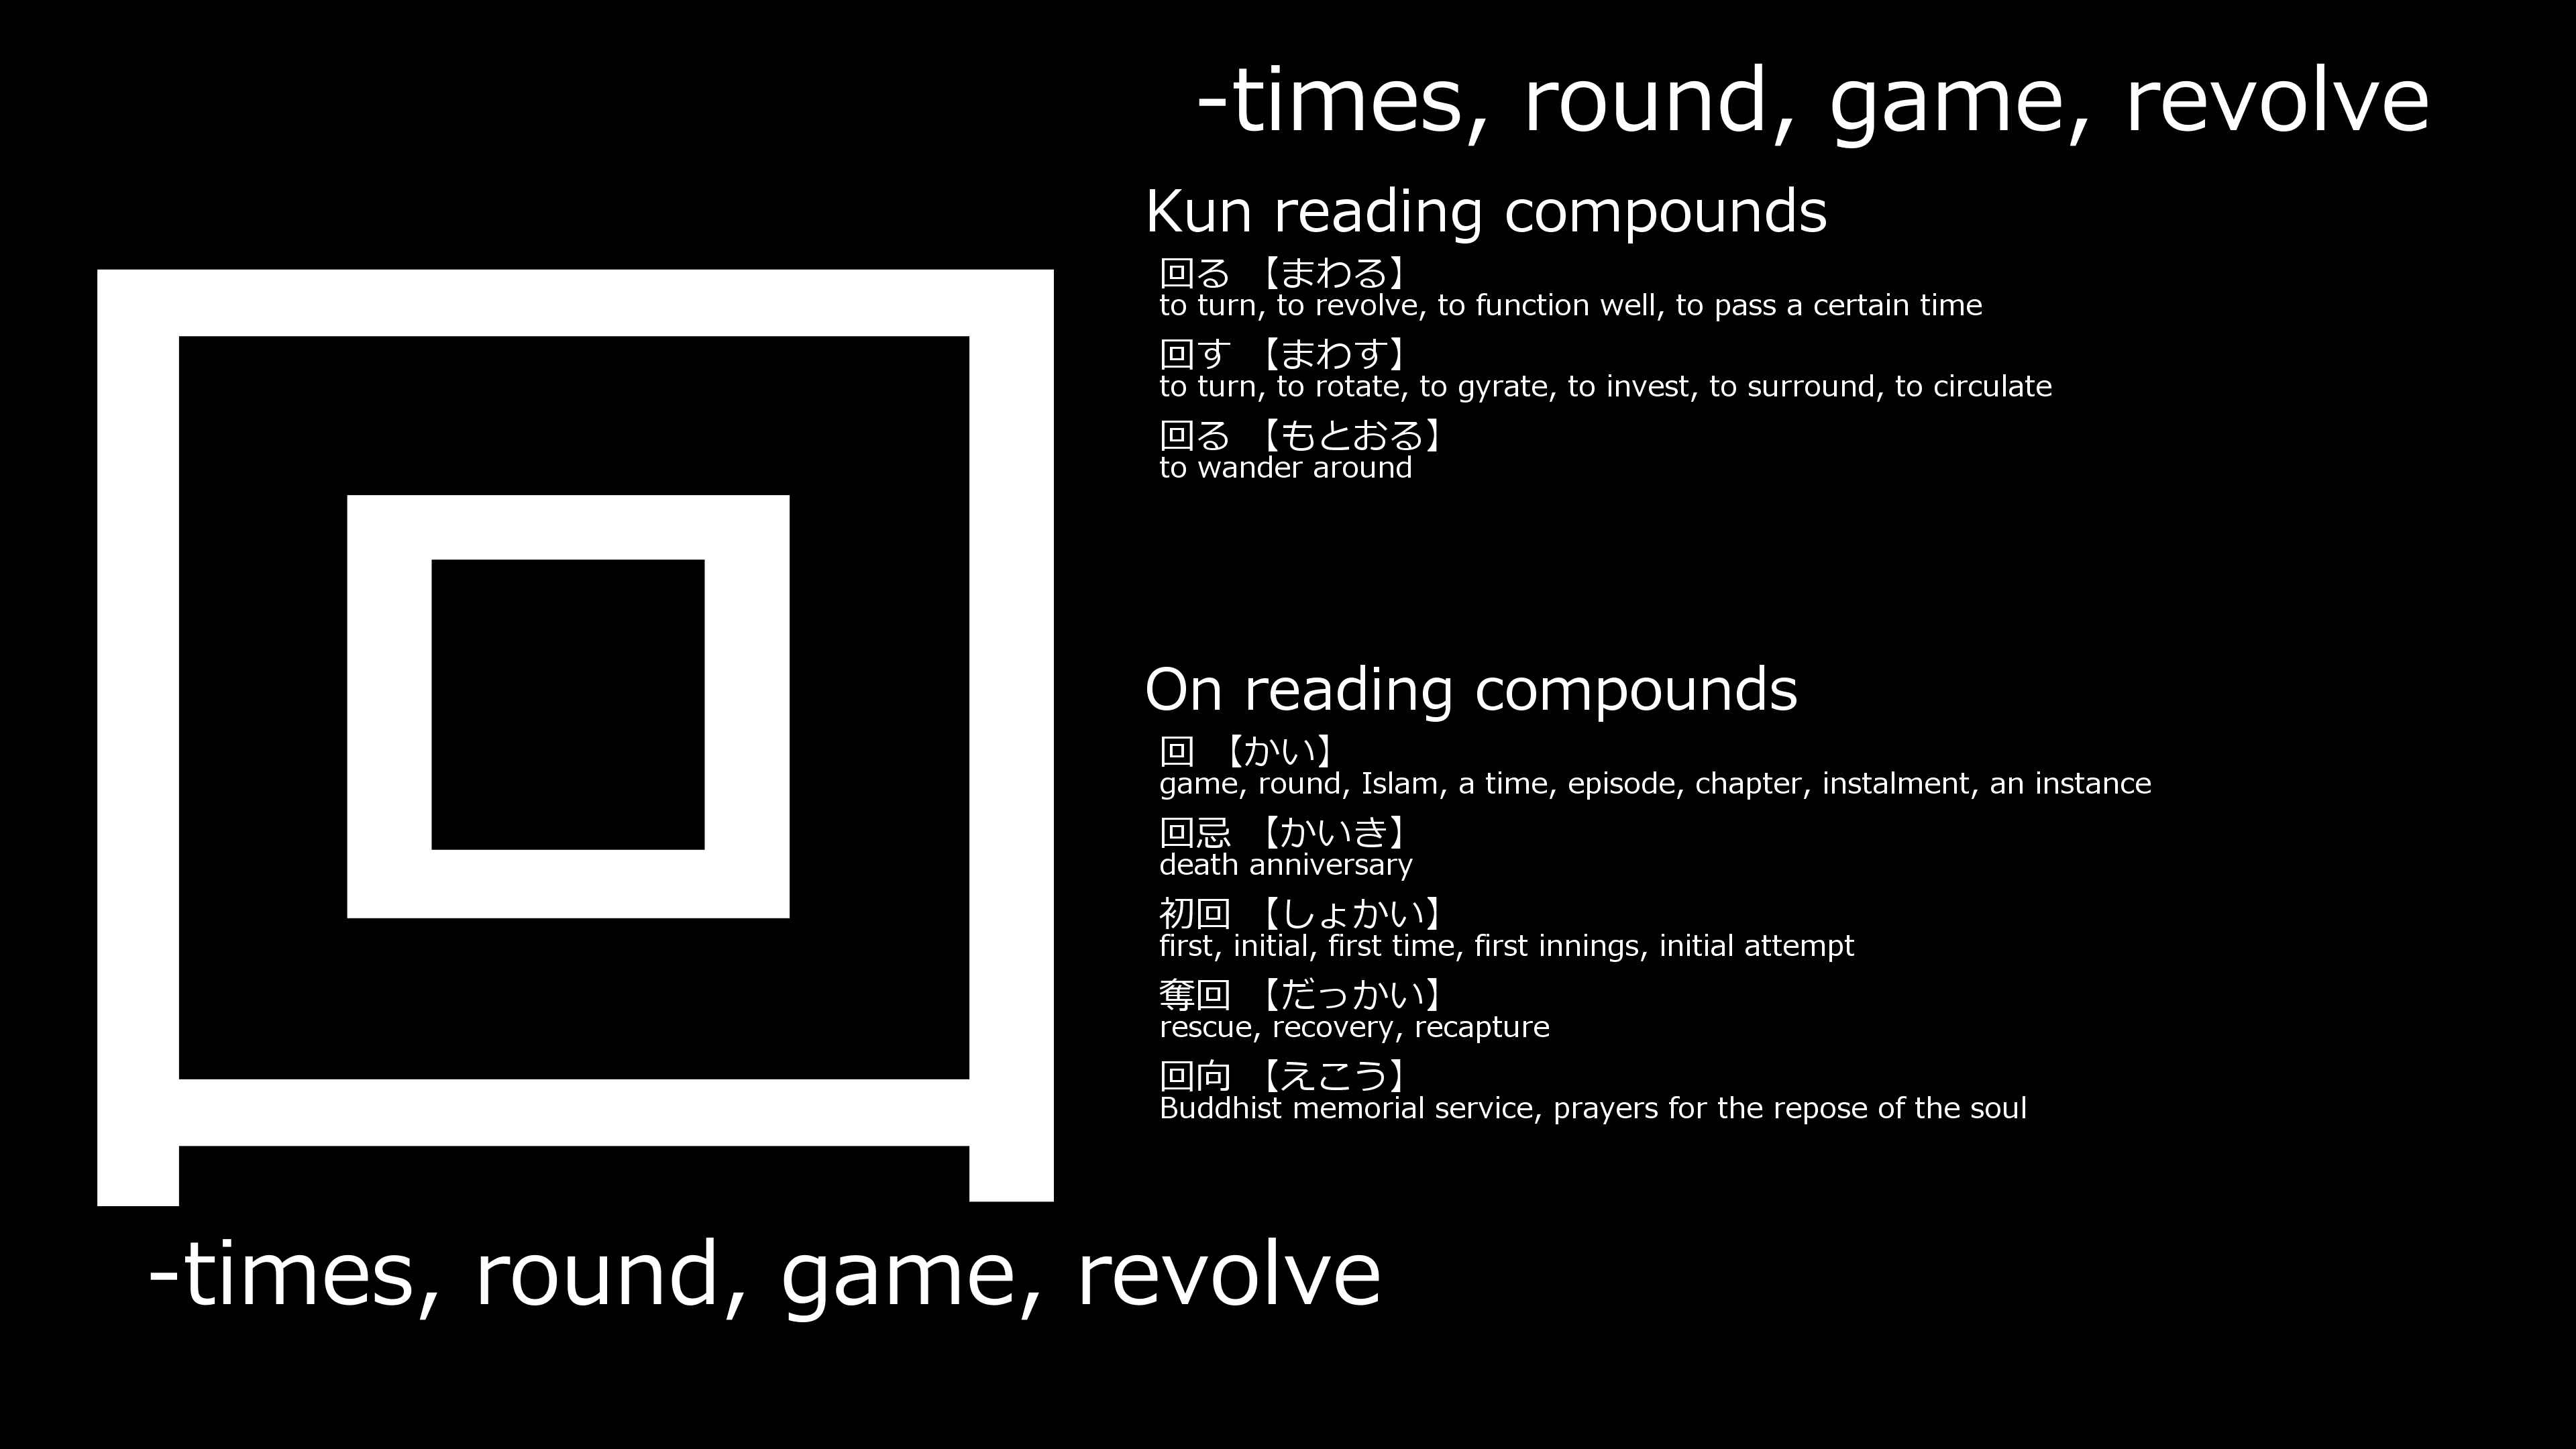 -times, round, game, revolve
Kun reading compounds
回る 【まわる】
to turn, to revolve, to function well, to pass a certain time
回す 【まわす】
to turn, to rotate, to gyrate, to invest, to surround, to circulate
回る 【もとおる】
to wander around
On reading compounds
回 【かい】
game, round, Islam, a time, episode, chapter, instalment, an instance
回忌 【かいき】
death anniversary
初回 【しょかい】
first, initial, first time, first innings, initial attempt
奪回 【だっかい】
rescue, recovery, recapture
回向 【えこう】
Buddhist memorial service, prayers for the repose of the soul
回
-times, round, game, revolve